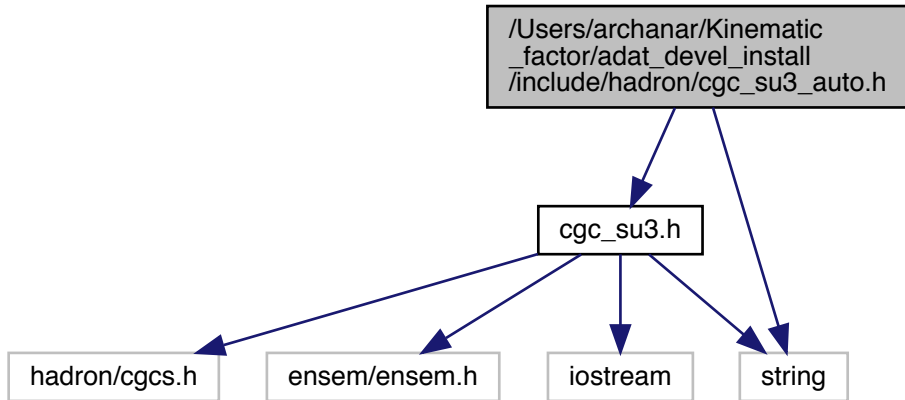 /Users/archanar/Kinematic
_factor/adat_devel_install
/include/hadron/cgc_su3_auto.h
cgc_su3.h
hadron/cgcs.h
ensem/ensem.h
iostream
string